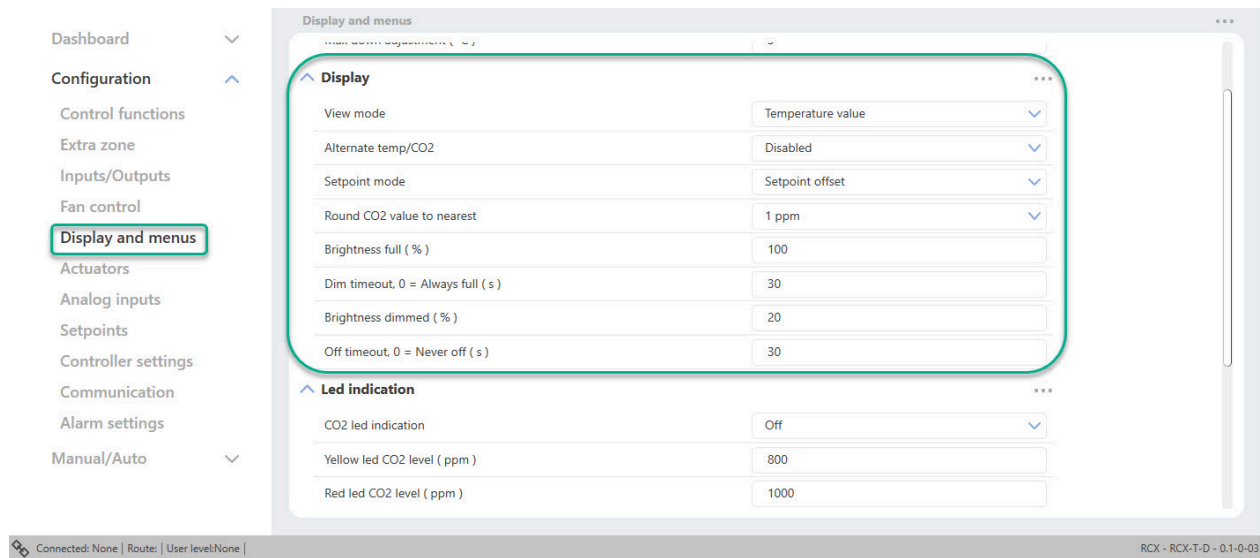 Display and menus
Dashboard
Configuration
Control functions
Extra zone
Inputs/Outputs
Fan control
Display and menus
Actuators
Analog inputs
Setpoints
Controller settings
Communication
Alarm settings
Manual/Auto
Display
View mode Temperature value
Alternate temp/CO2 Disabled
Setpoint mode Setpoint offset
Round CO2 value to nearest 1 ppm
Brightness full ( % ) 100
Dim timeout, 0 = Always full ( s ) 30
Brightness dimmed ( % ) 20
Off timeout, 0 = Never off ( s ) 30
Led indication
CO2 led indication Off
Yellow led CO2 level ( ppm ) 800
Red led CO2 level ( ppm ) 1000
Connected: None | Route: | User level:None |
RCX - RCX-T-D - 0.1-0-03